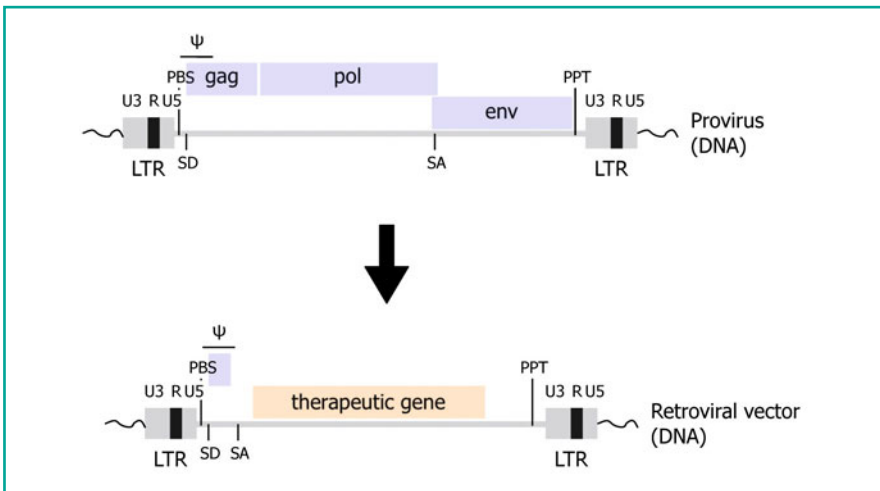 ψ
PBS gag pol PPT
U3 R U5 env U3 R U5
Provirus
(DNA)
SD SA
LTR LTR
ψ
PBS PPT
U3 R U5 therapeutic gene U3 R U5
Retroviral vector
(DNA)
SD SA
LTR LTR